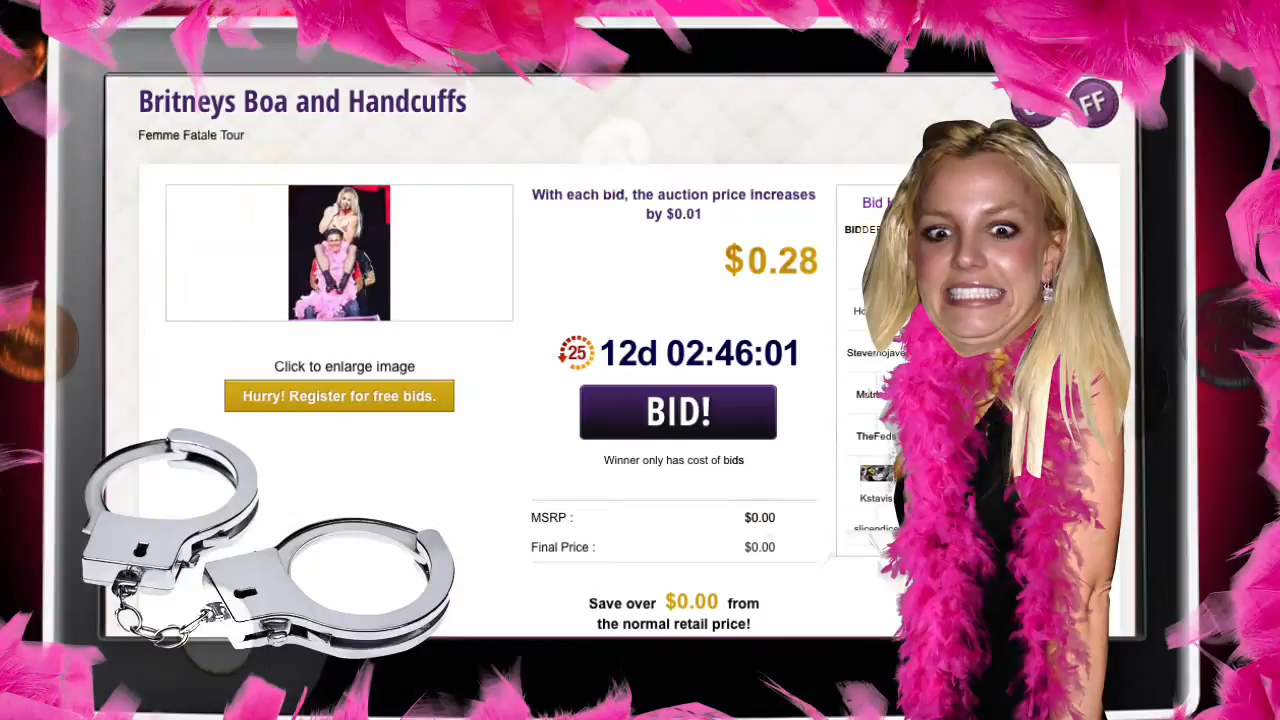 Britneys Boa and Handcuffs
Femme Fatale Tour
FF
With each bid, the auction price increases
by $0.01
$0.28
Bid
25 12d 02:46:01
Click to enlarge image
Hurry! Register for free bids.
BID!
Winner only has cost of bids
Stevemojave
TheFeds
Kstavis
slicendice
MSRP : $0.00
Final Price : $0.00
Save over $0.00 from
the normal retail price!